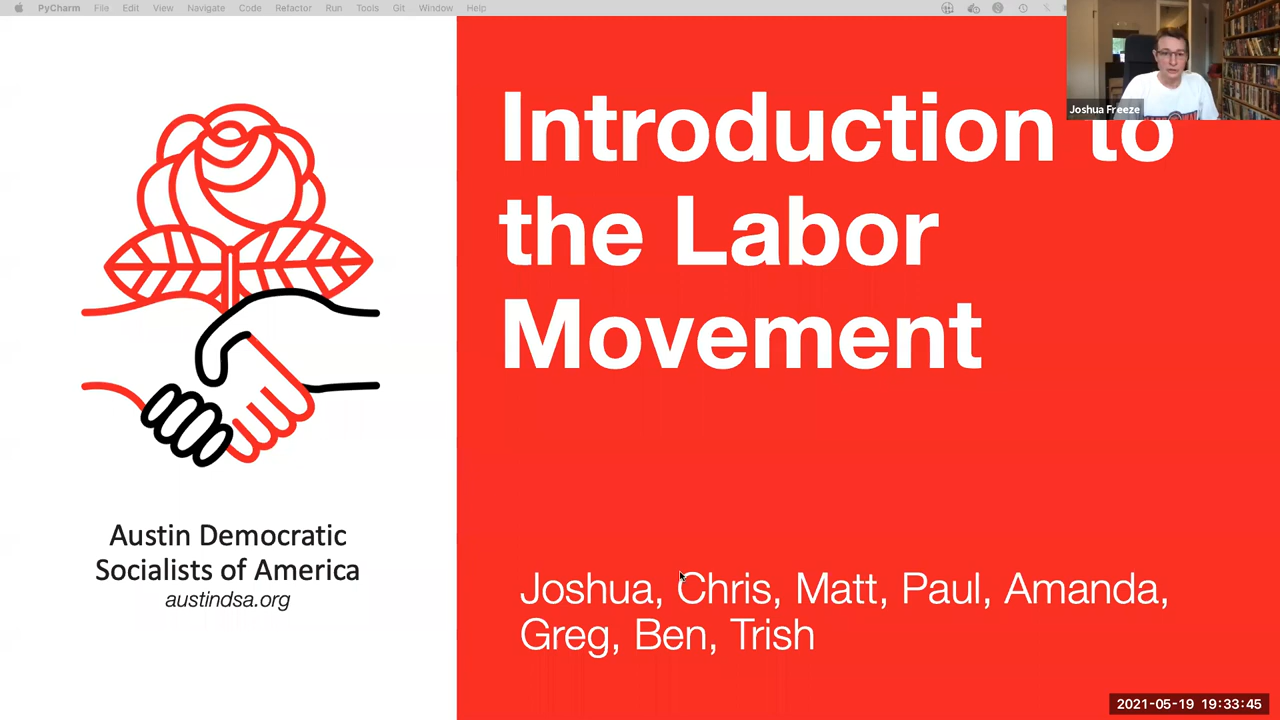 PyCharm File Edit View Navigate Code Refactor Run Tools Git Window Help
Joshua Freeze
Introduction to
the Labor
Movement
Austin Democratic
Socialists of America
austindsa.org
Joshua, Chris, Matt, Paul, Amanda,
Greg, Ben, Trish
2021-05-19 19:33:45